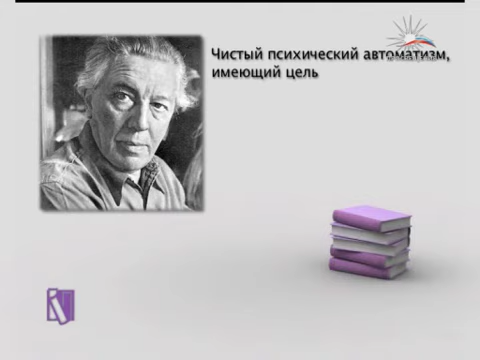 Чистый психический автоматизм,
имеющий цель